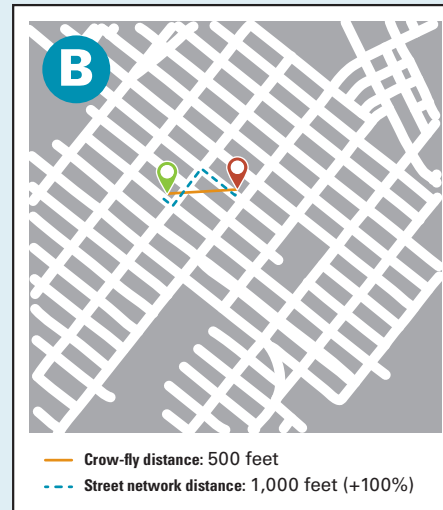 B
Crow-fly distance: 500 feet
Street network distance: 1,000 feet (+100%)